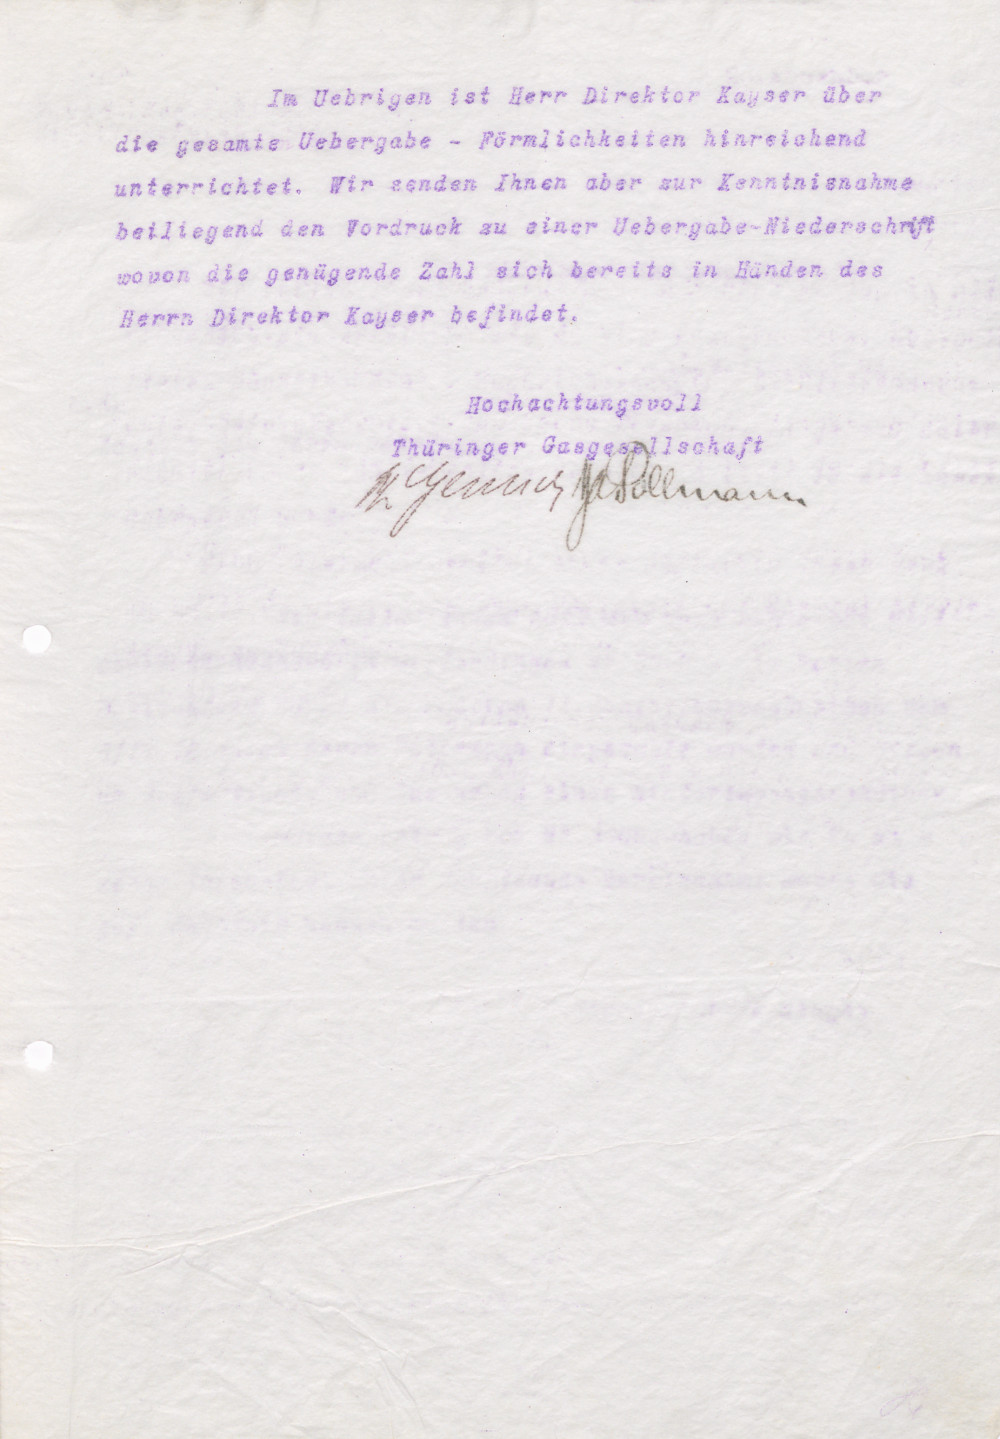 Im Uebrigen ist Herr Direktor Kayser über
die gesamte Uebergabe - Förmlichkeiten hinreichend
unterrichtet. Wir senden Ihnen aber zur Kenntnisnahme
beiliegend den Vordruck zu einer Uebergabe-Niederschrift
wovon die genügende Zahl sich bereits in Händen des
Herrn Direktor Kayser befindet.
Hochachtungsvoll
Thüringer Gasgesellschaft
Pollmann